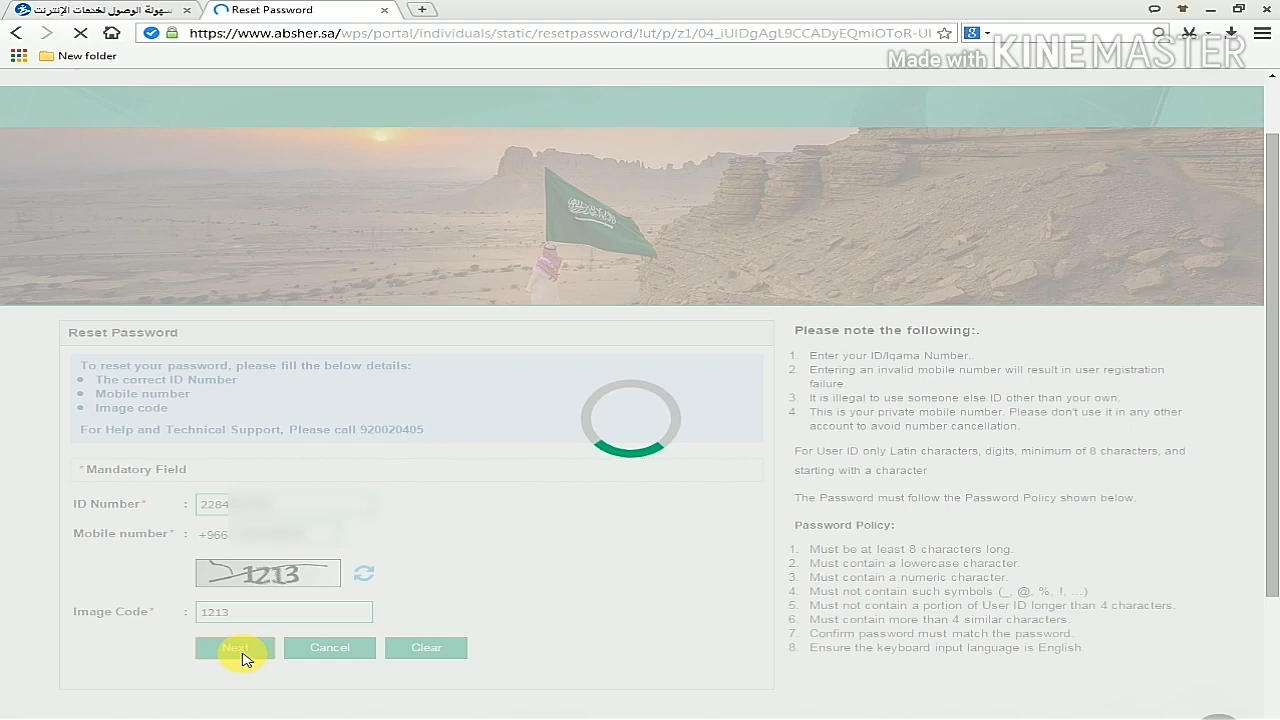 سهولة الوصول لخدمات الإنترنت
Reset Password
https://www.absher.sa/wps/portal/individuals/static/resetpassword/!ut/p/z1/04_iUlDgAgL9CCADyEQmiOToR-Ul
New folder
Made with KINEMASTER
Reset Password
To reset your password, please fill the below details:
The correct ID Number
Mobile number
Image code
For Help and Technical Support, Please call 920020405
*Mandatory Field
ID Number* : 2284
Mobile number* : +966
1213
Image Code* : 1213
Next Cancel Clear
Please note the following:.
1. Enter your ID/Iqama Number..
2. Entering an invalid mobile number will result in user registration
failure.
3. It is illegal to use someone else ID other than your own.
4. This is your private mobile number. Please don't use it in any other
account to avoid number cancellation.
For User ID only Latin characters, digits, minimum of 8 characters, and
starting with a character
The Password must follow the Password Policy shown below.
Password Policy:
1. Must be at least 8 characters long.
2. Must contain a lowercase character.
3. Must contain a numeric character.
4. Must not contain such symbols (_, @, %, !, ...)
5. Must not contain a portion of User ID longer than 4 characters.
6. Must contain more than 4 similar characters.
7. Confirm password must match the password.
8. Ensure the keyboard input language is English